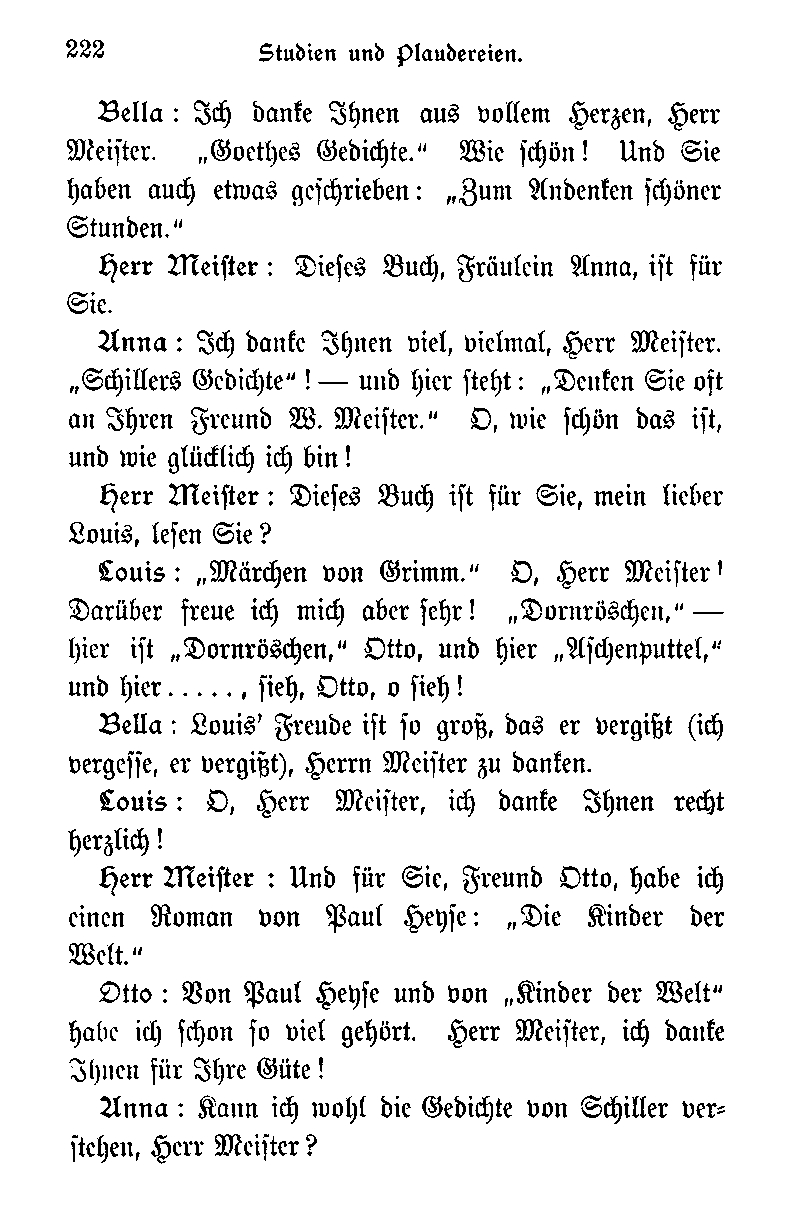 222 Studien und Plaudereien.
Bella : Ich danke Ihnen aus vollem Herzen, Herr
Meister. „Goethes Gedichte.“ Wie schön! Und Sie
haben auch etwas geschrieben: „Zum Andenken schöner
Stunden.“
Herr Meister : Dieses Buch, Fräulein Anna, ist für
Sie.
Anna : Ich danke Ihnen viel, vielmal, Herr Meister.
„Schillers Gedichte“! — und hier steht: „Denken Sie oft
an Ihren Freund W. Meister.“ O, wie schön das ist,
und wie glücklich ich bin!
Herr Meister : Dieses Buch ist für Sie, mein lieber
Louis, lesen Sie?
Louis : „Märchen von Grimm.“ O, Herr Meister!
Darüber freue ich mich aber sehr! „Dornröschen,“ —
hier ist „Dornröschen,“ Otto, und hier „Aschenputtel,“
und hier....., sieh, Otto, o sieh!
Bella : Louis’ Freude ist so groß, das er vergißt (ich
vergesse, er vergißt), Herrn Meister zu danken.
Louis : O, Herr Meister, ich danke Ihnen recht
herzlich!
Herr Meister : Und für Sie, Freund Otto, habe ich
einen Roman von Paul Heyse: „Die Kinder der
Welt.“
Otto : Von Paul Heyse und von „Kinder der Welt“
habe ich schon so viel gehört. Herr Meister, ich danke
Ihnen für Ihre Güte!
Anna : Kann ich wohl die Gedichte von Schiller ver-
stehen, Herr Meister?